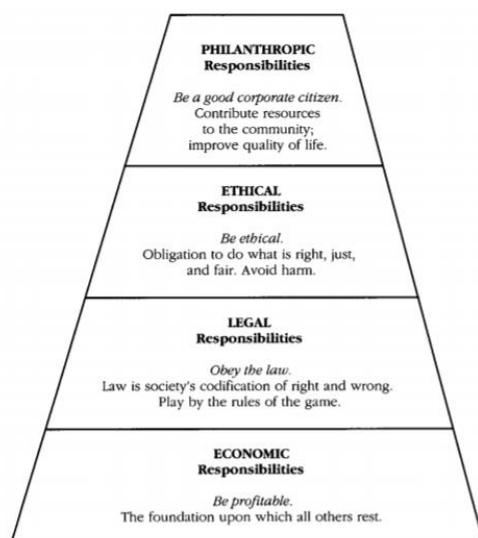 PHILANTHROPIC
Responsibilities
Be a good corporate citizen.
Contribute resources
to the community;
improve quality of life.
ETHICAL
Responsibilities
Be ethical.
Obligation to do what is right, just,
and fair. Avoid harm.
LEGAL
Responsibilities
Obey the law.
Law is society's codification of right and wrong.
Play by the rules of the game.
ECONOMIC
Responsibilities
Be profitable.
The foundation upon which all others rest.